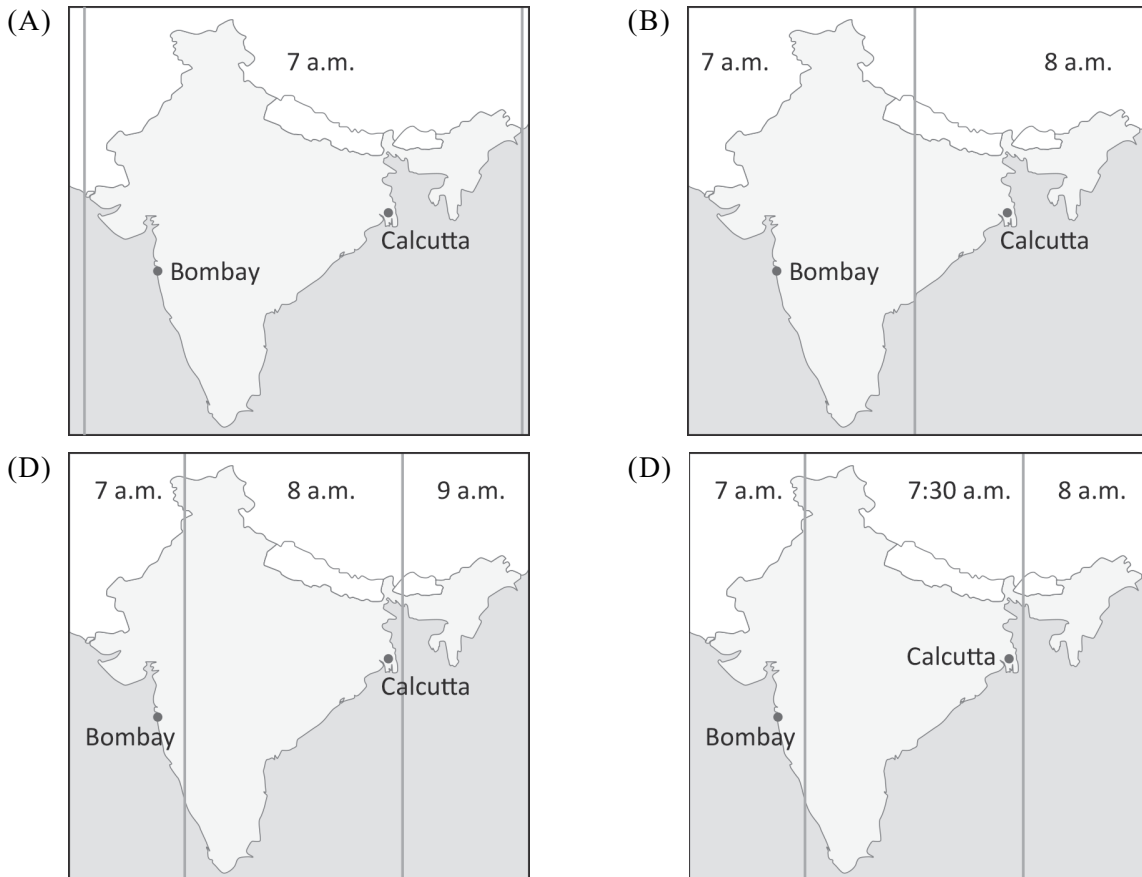 (A)
7 a.m.
Calcutta
Bombay
(B)
7 a.m. 8 a.m.
Calcutta
Bombay
(D)
7 a.m. 8 a.m. 9 a.m.
Calcutta
Bombay
(D)
7 a.m. 7:30 a.m. 8 a.m.
Calcutta
Bombay